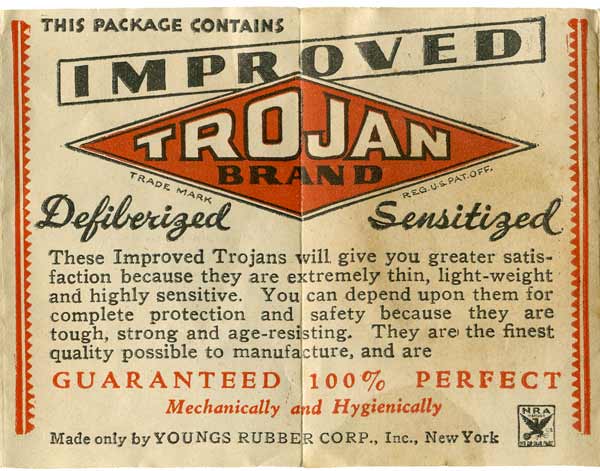 THIS PACKAGE CONTAINS
IMPROVED
TROJAN
BRAND
TRADE MARK
REG. U.S. PAT. OFF.
Defiberized Sensitized
These Improved Trojans will give you greater satis-
faction because they are extremely thin, light-weight
and highly sensitive. You can depend upon them for
complete protection and safety because they are
tough, strong and age-resisting. They are the finest
quality possible to manufacture, and are
GUARANTEED 100% PERFECT
Mechanically and Hygienically
Made only by YOUNGS RUBBER CORP., Inc., New York
NRA